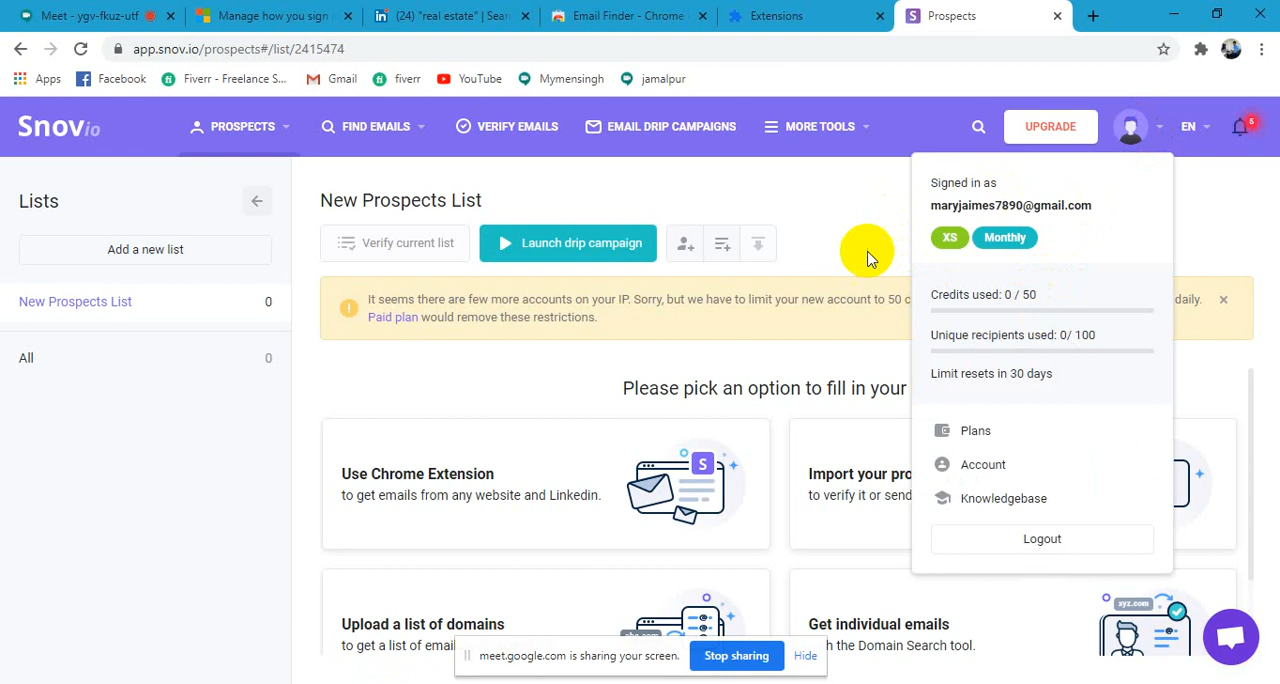 Meet - ygv-fkuz-utf
Manage how you sign
(24) "real estate" | Sear
Email Finder - Chrome
Extensions
Prospects
app.snov.io/prospects#/list/2415474
Apps
Facebook
Fiverr - Freelance S...
Gmail
fiverr
YouTube
Mymensingh
jamalpur
Snovio
PROSPECTS
FIND EMAILS
VERIFY EMAILS
EMAIL DRIP CAMPAIGNS
MORE TOOLS
UPGRADE
EN
5
Lists
Add a new list
New Prospects List 0
All 0
New Prospects List
Verify current list
Launch drip campaign
It seems there are few more accounts on your IP. Sorry, but we have to limit your new account to 50 c
daily.
Paid plan would remove these restrictions.
Please pick an option to fill in your
Use Chrome Extension
to get emails from any website and Linkedin.
S
Import your pro
to verify it or send
Upload a list of domains
to get a list of emai
Get individual emails
h the Domain Search tool.
xyz.com
Signed in as
maryjaimes7890@gmail.com
XS Monthly
Credits used: 0 / 50
Unique recipients used: 0/ 100
Limit resets in 30 days
Plans
Account
Knowledgebase
Logout
meet.google.com is sharing your screen.
Stop sharing
Hide